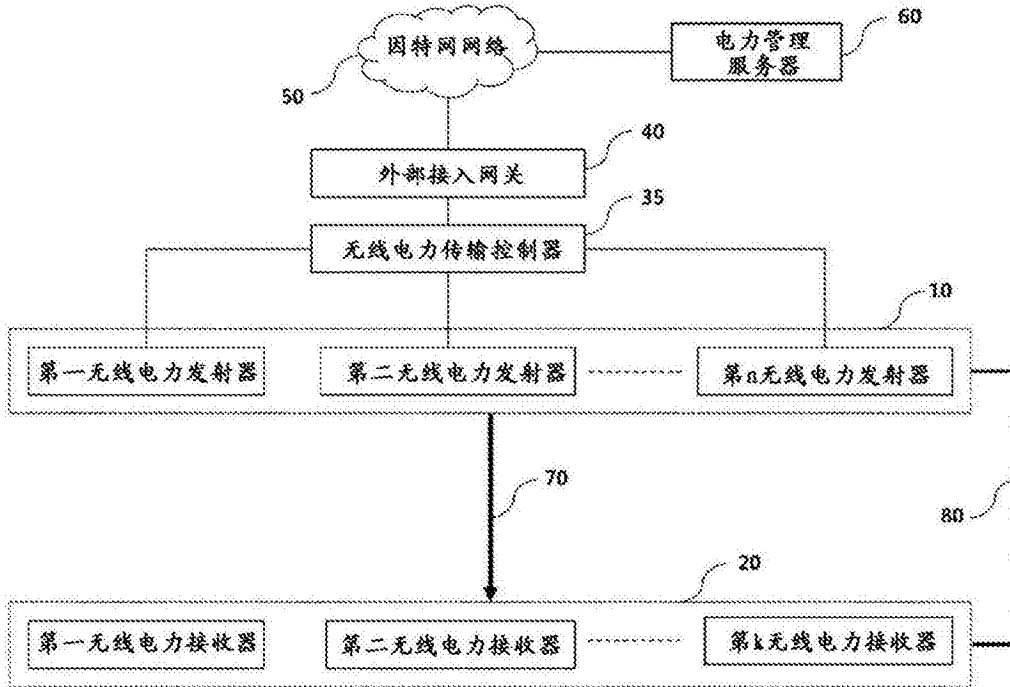 因特网网络
50
电力管理
服务器
60
外部接入网关
40
无线电力传输控制器
35
10
第一无线电力发射器
第二无线电力发射器
第n无线电力发射器
70
80
20
第一无线电力接收器
第二无线电力接收器
第k无线电力接收器